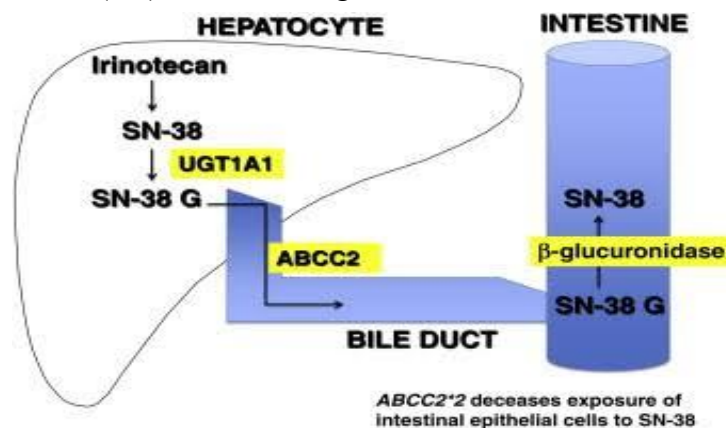 HEPATOCYTE
INTESTINE
Irinotecan
SN-38
UGT1A1
SN-38 G
ABCC2
BILE DUCT
SN-38
β-glucuronidase
SN-38 G
ABCC2*2 deceases exposure of
intestinal epithelial cells to SN-38